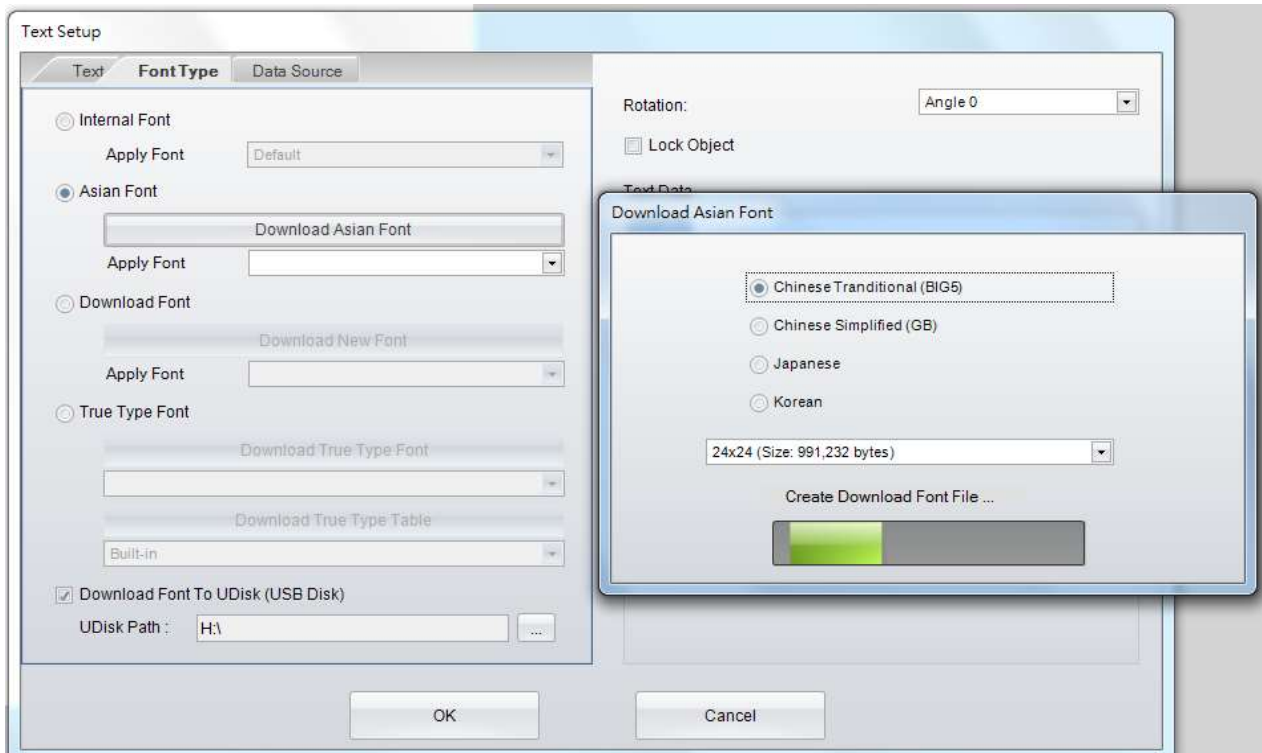 Text Setup
Text FontType Data Source
Internal Font
Apply Font Default
Asian Font
Download Asian Font
Apply Font
Download Font
Download New Font
Apply Font
True Type Font
Download True Type Font
Download True Type Table
Built-in
Download Font To UDisk (USB Disk)
UDisk Path : H:\ ...
Rotation: Angle 0
Lock Object
Text Data
Download Asian Font
Chinese Tranditional (BIG5)
Chinese Simplified (GB)
Japanese
Korean
24x24 (Size: 991,232 bytes)
Create Download Font File ...
OK Cancel